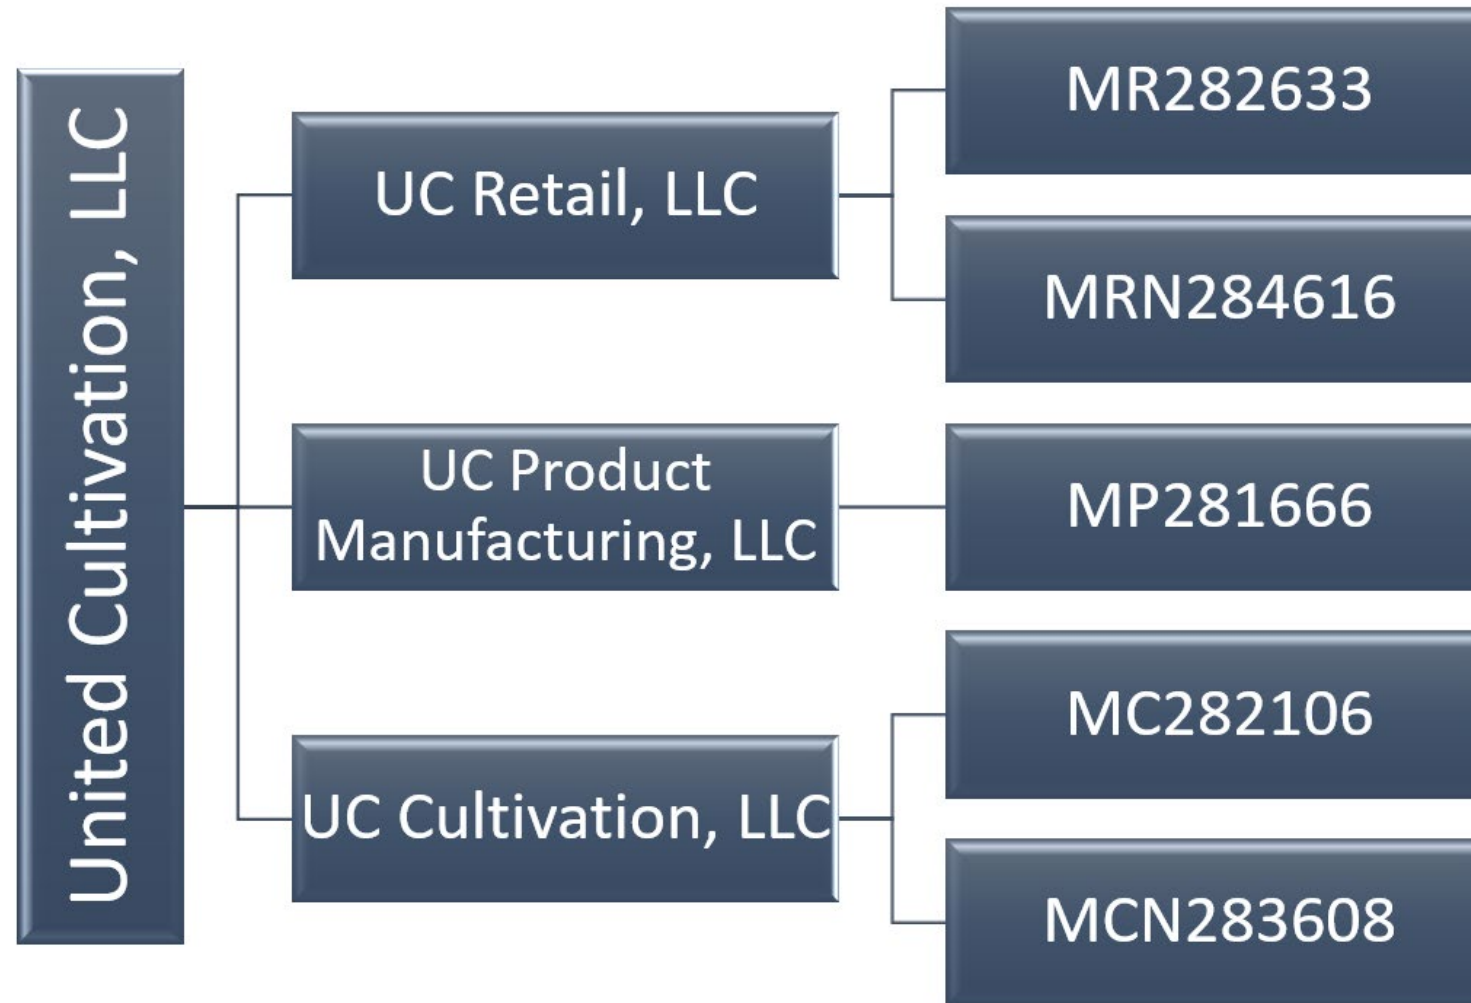 United Cultivation, LLC
UC Retail, LLC
MR282633
MRN284616
UC Product
Manufacturing, LLC
MP281666
UC Cultivation, LLC
MC282106
MCN283608